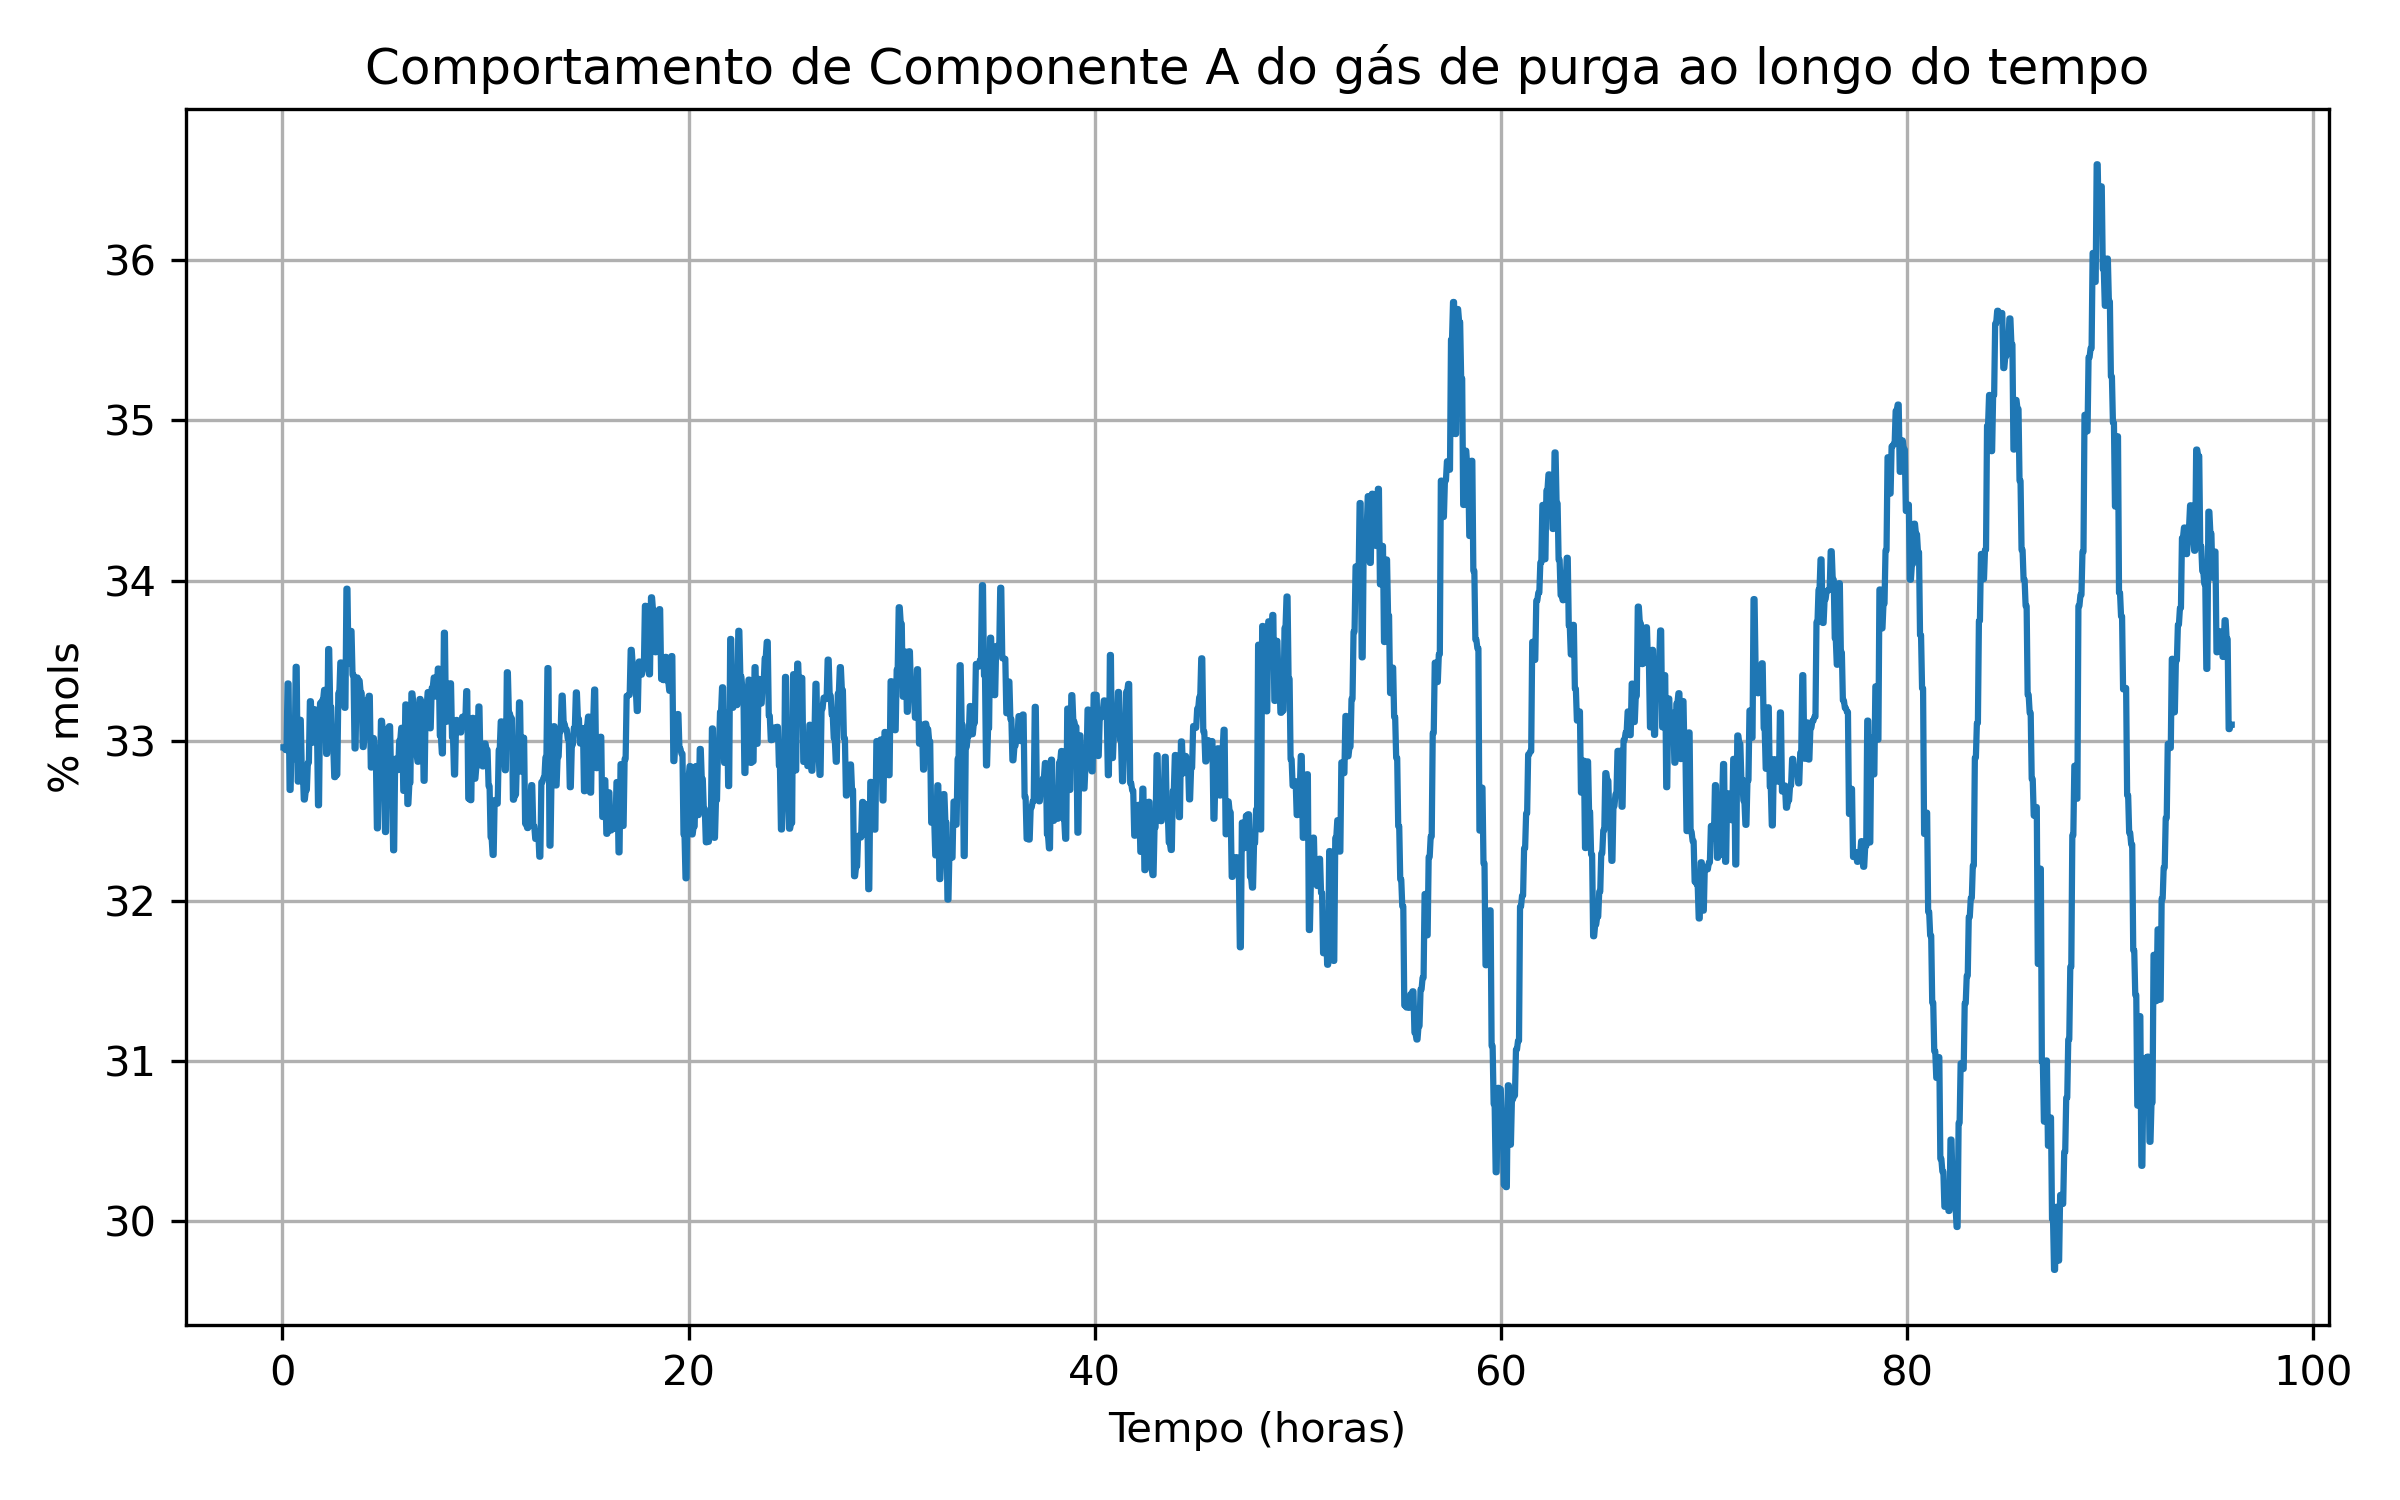 Comportamento de Componente A do gás de purga ao longo do tempo
% mols
36
35
34
33
32
31
30
0 20 40 60 80 100
Tempo (horas)